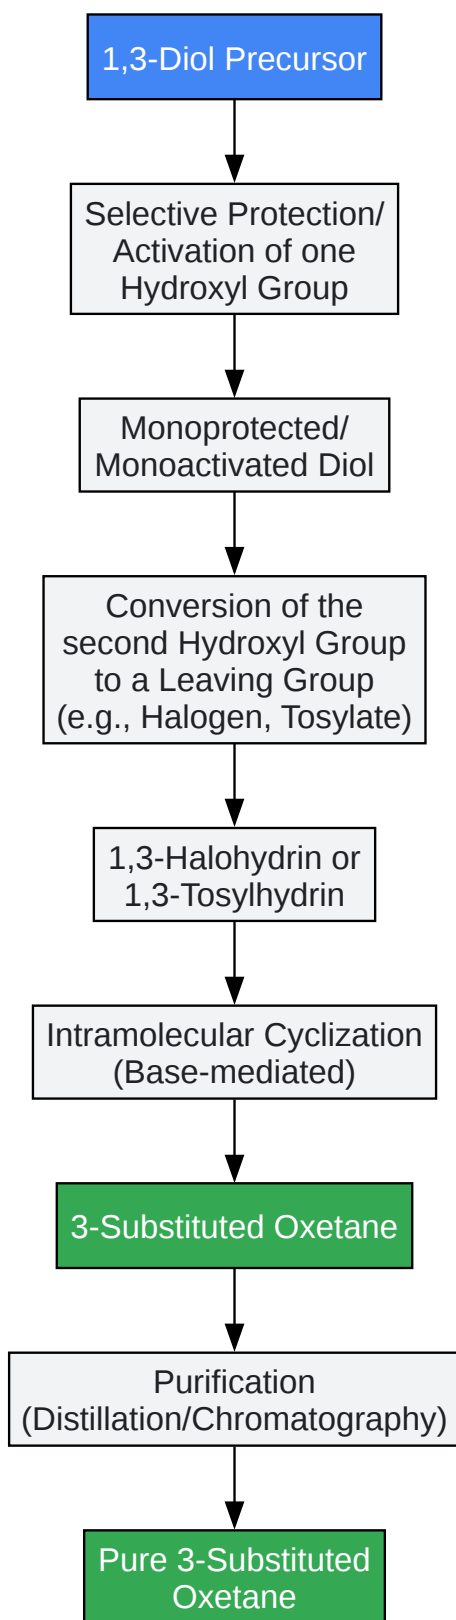 1,3-Diol Precursor
Selective Protection/
Activation of one
Hydroxyl Group
Monoprotected/
Monoactivated Diol
Conversion of the
second Hydroxyl Group
to a Leaving Group
(e.g., Halogen, Tosylate)
1,3-Halohydrin or
1,3-Tosylhydrin
Intramolecular Cyclization
(Base-mediated)
3-Substituted Oxetane
Purification
(Distillation/Chromatography)
Pure 3-Substituted
Oxetane